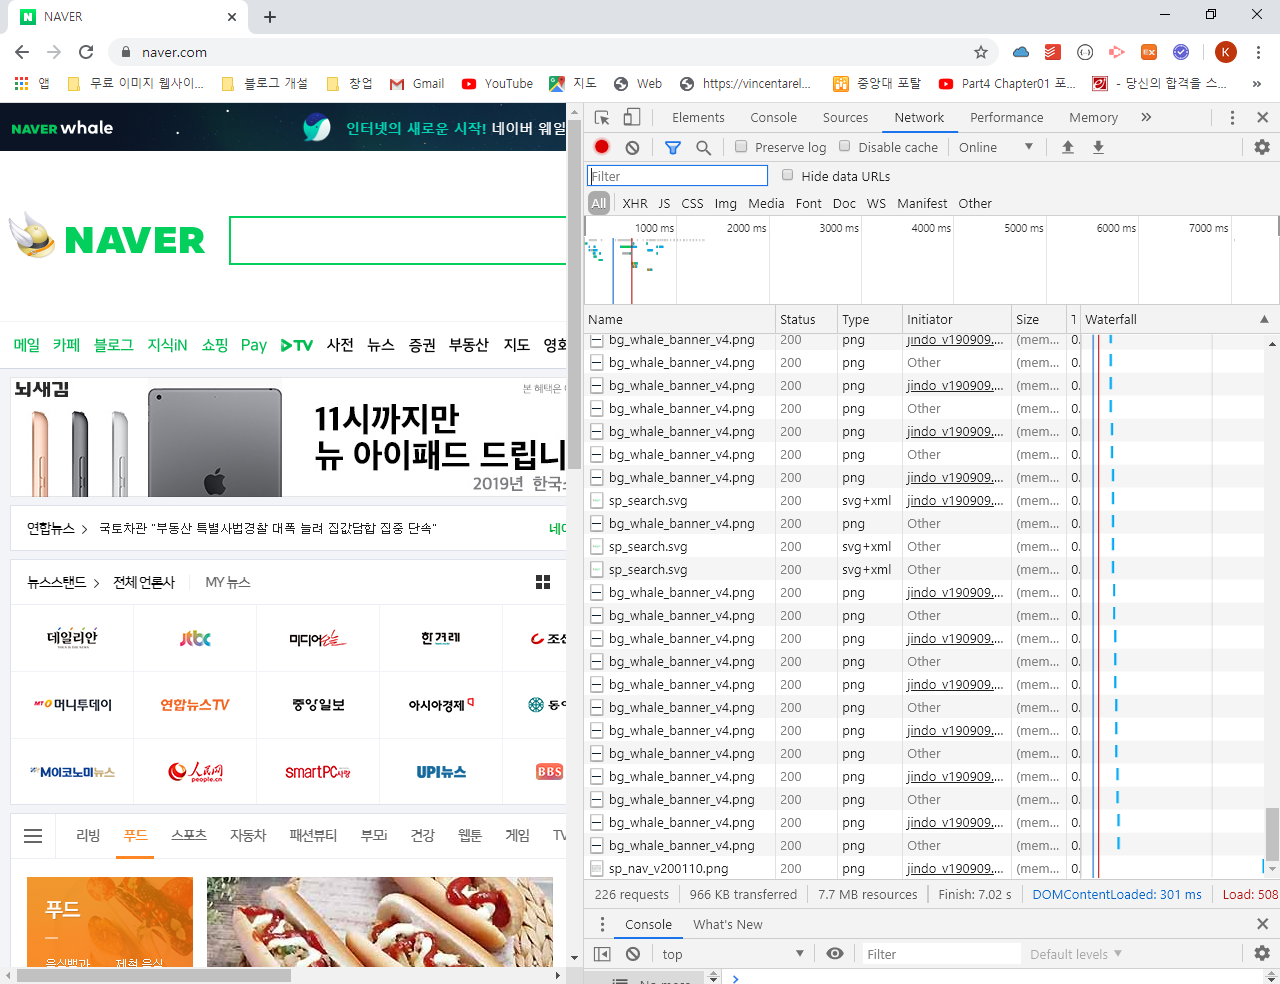 NAVER
naver.com
K
앱
무료 이미지 웹사이...
블로그 개설
창업
Gmail
YouTube
지도
Web
https://vincentarel...
중앙대 포탈
Part4 Chapter01 포...
- 당신의 합격을 스...
»
NAVER whale
인터넷의 새로운 시작! 네이버 웨일
NAVER
메일 카페 블로그 지식iN 쇼핑 Pay TV 사전 뉴스 증권 부동산 지도 영화
뇌새김
본 혜택은
11시까지만
뉴 아이패드 드립니
2019년 한국소
연합뉴스 > 국토차관 "부동산 특별사법경찰 대폭 늘려 집값담합 집중 단속" 네이
뉴스스탠드 > 전체 언론사 MY 뉴스
데일리안 jtbc 미디어오늘 한겨레 조선
MT 머니투데이 연합뉴스TV 중앙일보 아시아경제 동아
M이코노미뉴스 人民网 people.cn smartPC사랑 UPI뉴스 BBS
리빙 푸드 스포츠 자동차 패션뷰티 부모i 건강 웹툰 게임 TV
푸드
음식백과 제철 음식
Elements Console Sources Network Performance Memory »
Preserve log Disable cache Online
Filter Hide data URLs
All XHR JS CSS Img Media Font Doc WS Manifest Other
1000 ms 2000 ms 3000 ms 4000 ms 5000 ms 6000 ms 7000 ms
Name Status Type Initiator Size T Waterfall
bg_whale_banner_v4.png 200 png jindo_v190909.... (mem... 0.
bg_whale_banner_v4.png 200 png Other (mem... 0.
bg_whale_banner_v4.png 200 png jindo_v190909.... (mem... 0.
bg_whale_banner_v4.png 200 png Other (mem... 0.
bg_whale_banner_v4.png 200 png jindo_v190909.... (mem... 0.
bg_whale_banner_v4.png 200 png Other (mem... 0.
bg_whale_banner_v4.png 200 png jindo_v190909.... (mem... 0.
sp_search.svg 200 svg+xml jindo_v190909.... (mem... 0.
bg_whale_banner_v4.png 200 png Other (mem... 0.
sp_search.svg 200 svg+xml Other (mem... 0.
sp_search.svg 200 svg+xml Other (mem... 0.
bg_whale_banner_v4.png 200 png jindo_v190909.... (mem... 0.
bg_whale_banner_v4.png 200 png Other (mem... 0.
bg_whale_banner_v4.png 200 png jindo_v190909.... (mem... 0.
bg_whale_banner_v4.png 200 png Other (mem... 0.
bg_whale_banner_v4.png 200 png jindo_v190909.... (mem... 0.
bg_whale_banner_v4.png 200 png Other (mem... 0.
bg_whale_banner_v4.png 200 png jindo_v190909.... (mem... 0.
bg_whale_banner_v4.png 200 png Other (mem... 0.
bg_whale_banner_v4.png 200 png jindo_v190909.... (mem... 0.
bg_whale_banner_v4.png 200 png Other (mem... 0.
bg_whale_banner_v4.png 200 png jindo_v190909.... (mem... 0.
bg_whale_banner_v4.png 200 png Other (mem... 0.
sp_nav_v200110.png 200 png jindo_v190909.... (mem... 0.
226 requests 966 KB transferred 7.7 MB resources Finish: 7.02 s DOMContentLoaded: 301 ms Load: 508
Console What's New
top Filter Default levels
No more